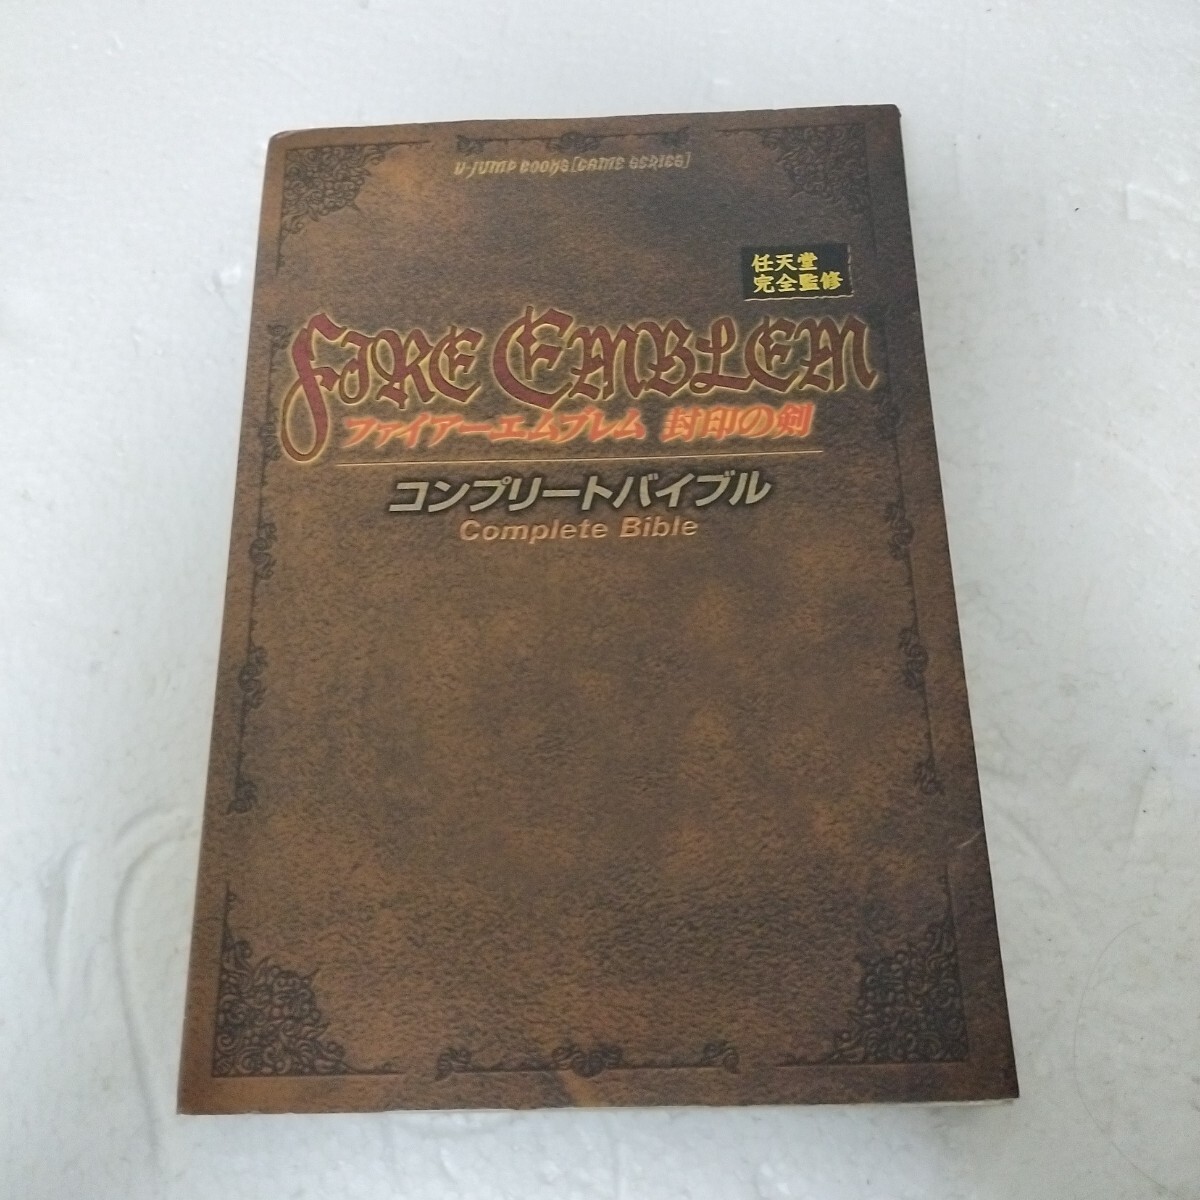 V-JUMP BOOKS[GAME SERIES]
任天堂
完全監修
FIRE EMBLEM
ファイアーエムブレム 封印の剣
コンプリートバイブル
Complete Bible